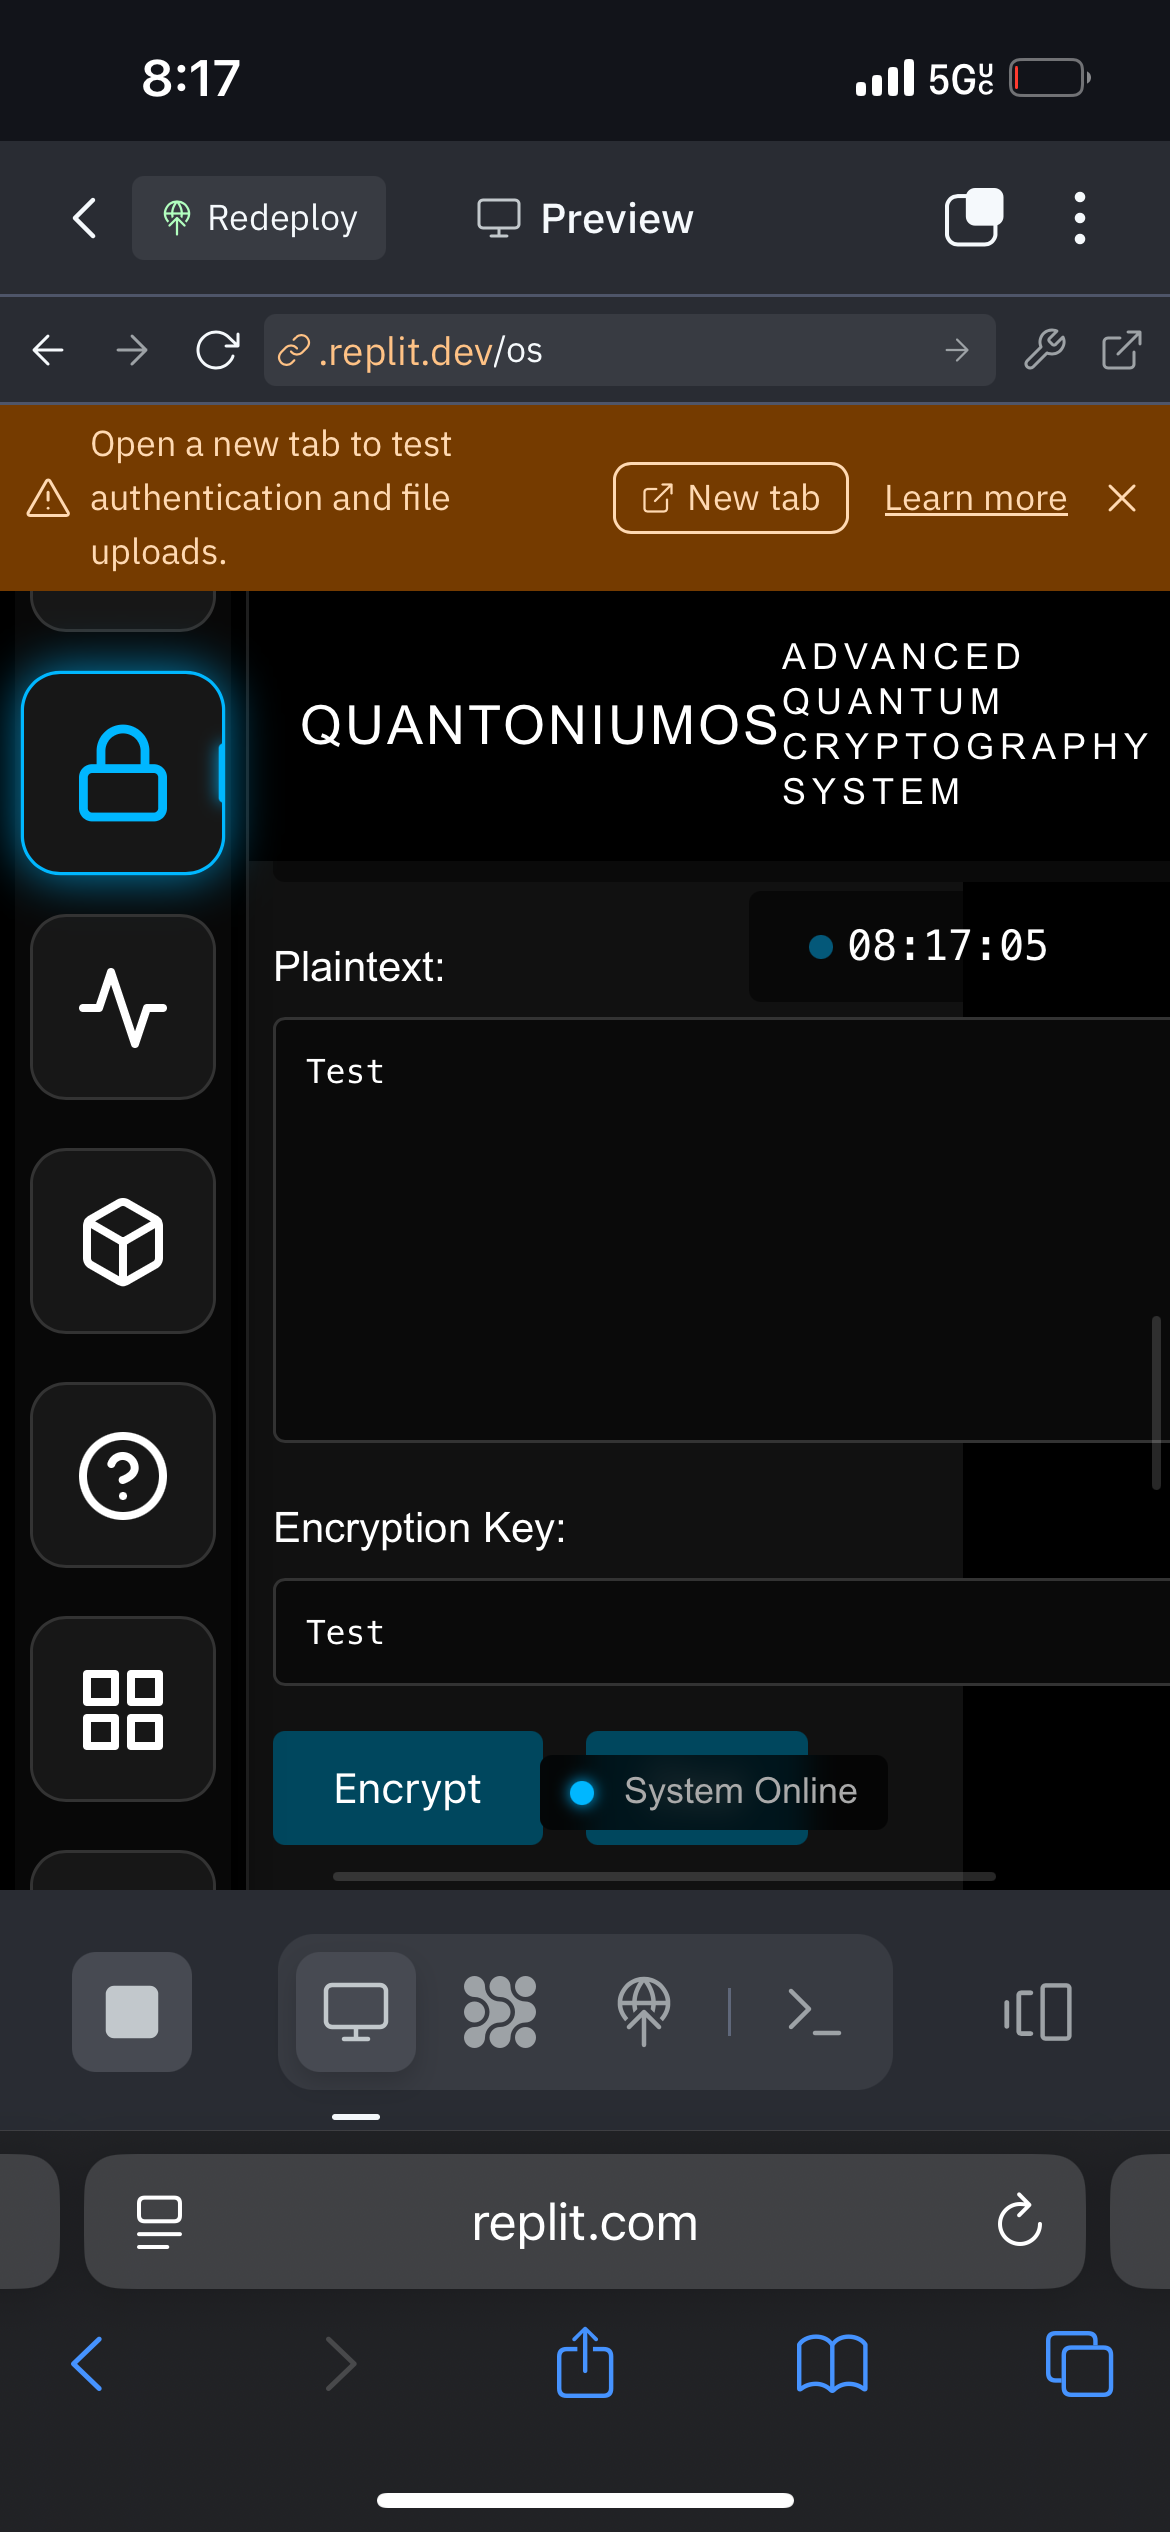 8:17
5GUC
Redeploy
Preview
.replit.dev/os
Open a new tab to test
authentication and file
uploads.
New tab
Learn more
QUANTONIUMOS
ADVANCED
QUANTUM
CRYPTOGRAPHY
SYSTEM
08:17:05
Plaintext:
Test
Encryption Key:
Test
Encrypt
System Online
replit.com